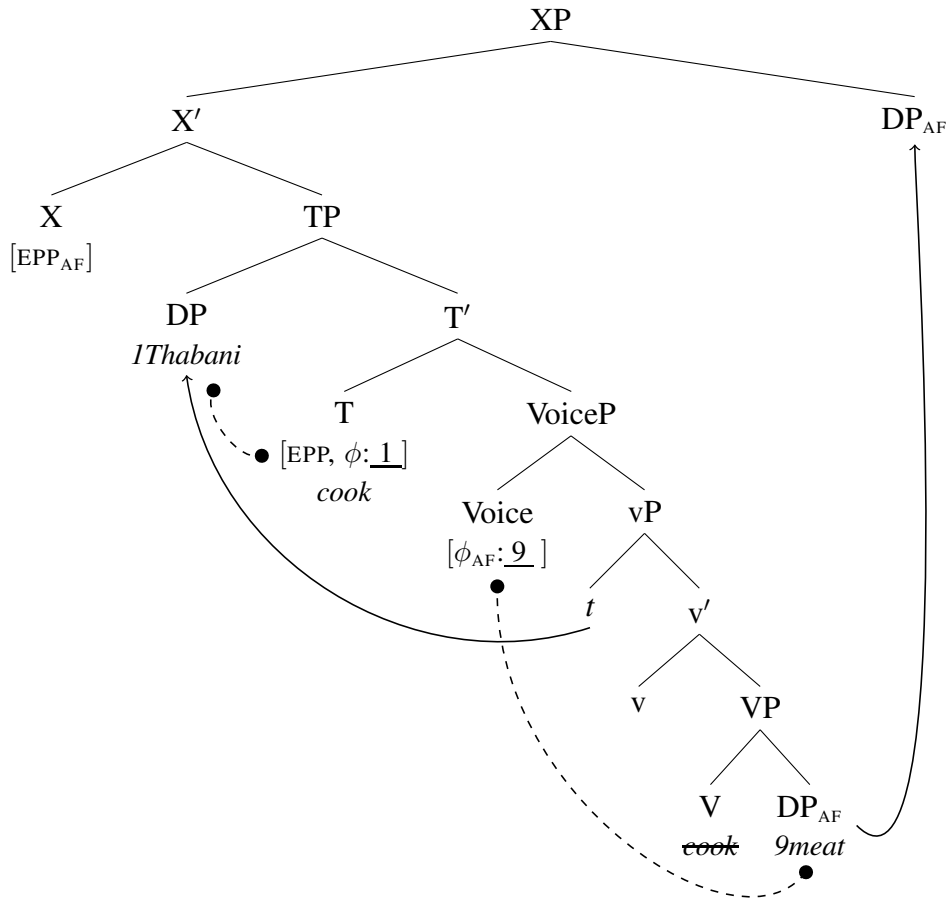 XP
X′ DP_AF
X TP
[EPP_AF]
DP T′
1Thabani
T VoiceP
[EPP, ϕ: 1 ]
cook
Voice vP
[ϕ_AF: 9 ]
t v′
v VP
V DP_AF
cook 9meat